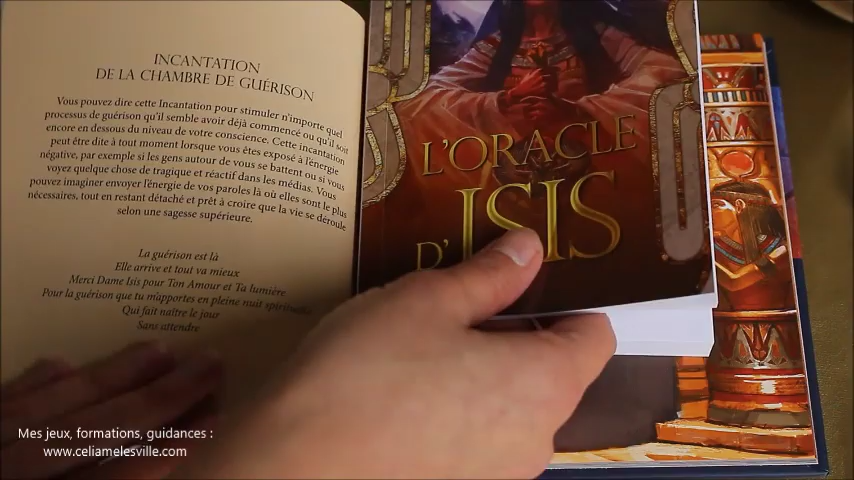 INCANTATION
DE LA CHAMBRE DE GUÉRISON
Vous pouvez dire cette Incantation pour stimuler n'importe quel
processus de guérison qu'il semble avoir déjà commencé ou qu'il soit
encore en dessous du niveau de votre conscience. Cette incantation
peut être dite à tout moment lorsque vous êtes exposé à l'énergie
négative, par exemple si les gens autour de vous se battent ou si vous
voyez quelque chose de tragique et réactif dans les médias. Vous
pouvez imaginer envoyer l'énergie de vos paroles là où elles sont le plus
nécessaires, tout en restant détaché et prêt à croire que la vie se déroule
selon une sagesse supérieure.
La guérison est là
Elle arrive et tout va mieux
Merci Dame Isis pour Ton Amour et Ta lumière
Pour la guérison que tu m'apportes en pleine nuit spirituelle
Qui fait naître le jour
Sans attendre
L'ORACLE
D'ISIS
Mes jeux, formations, guidances :
www.celiamelesville.com